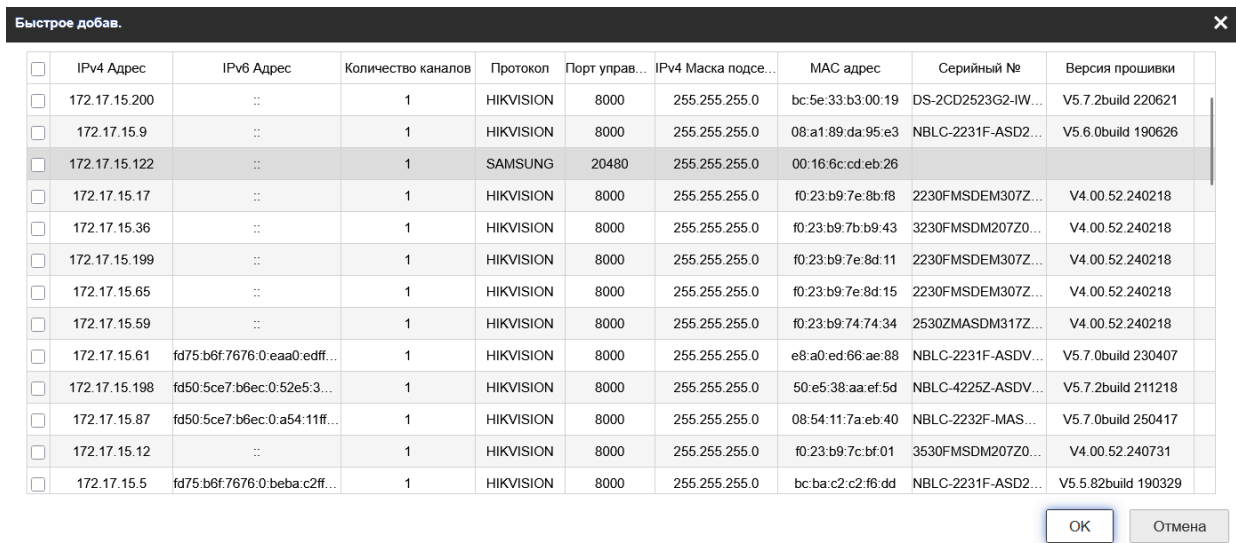 Быстрое добав.
IPv4 Адрес IPv6 Адрес Количество каналов Протокол Порт управ... IPv4 Маска подсе... MAC адрес Серийный № Версия прошивки
172.17.15.200 :: 1 HIKVISION 8000 255.255.255.0 bc:5e:33:b3:00:19 DS-2CD2523G2-IW... V5.7.2build 220621
172.17.15.9 :: 1 HIKVISION 8000 255.255.255.0 08:a1:89:da:95:e3 NBLC-2231F-ASD2... V5.6.0build 190626
172.17.15.122 :: 1 SAMSUNG 20480 255.255.255.0 00:16:6c:cd:eb:26
172.17.15.17 :: 1 HIKVISION 8000 255.255.255.0 f0:23:b9:7e:8b:f8 2230FMSDEM307Z... V4.00.52.240218
172.17.15.36 :: 1 HIKVISION 8000 255.255.255.0 f0:23:b9:7b:b9:43 3230FMSDM207Z0... V4.00.52.240218
172.17.15.199 :: 1 HIKVISION 8000 255.255.255.0 f0:23:b9:7e:8d:11 2230FMSDEM307Z... V4.00.52.240218
172.17.15.65 :: 1 HIKVISION 8000 255.255.255.0 f0:23:b9:7e:8d:15 2230FMSDEM307Z... V4.00.52.240218
172.17.15.59 :: 1 HIKVISION 8000 255.255.255.0 f0:23:b9:74:74:34 2530ZMASDM317Z... V4.00.52.240218
172.17.15.61 fd75:b6f:7676:0:eaa0:edff... 1 HIKVISION 8000 255.255.255.0 e8:a0:ed:66:ae:88 NBLC-2231F-ASDV... V5.7.0build 230407
172.17.15.198 fd50:5ce7:b6ec:0:52e5:3... 1 HIKVISION 8000 255.255.255.0 50:e5:38:aa:ef:5d NBLC-4225Z-ASDV... V5.7.2build 211218
172.17.15.87 fd50:5ce7:b6ec:0:a54:11ff... 1 HIKVISION 8000 255.255.255.0 08:54:11:7a:eb:40 NBLC-2232F-MAS... V5.7.0build 250417
172.17.15.12 :: 1 HIKVISION 8000 255.255.255.0 f0:23:b9:7c:bf:01 3530FMSDM207Z0... V4.00.52.240731
172.17.15.5 fd75:b6f:7676:0:beba:c2ff... 1 HIKVISION 8000 255.255.255.0 bc:ba:c2:c2:f6:dd NBLC-2231F-ASD2... V5.5.82build 190329
OK Отмена